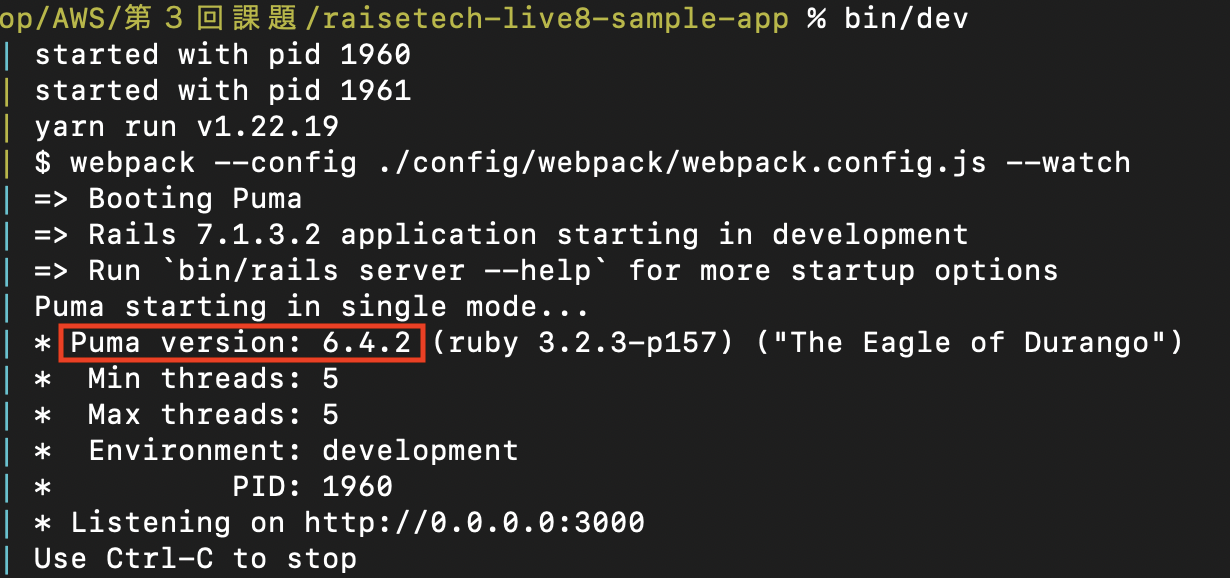 op/AWS/第３回課題/raisetech-live8-sample-app % bin/dev
| started with pid 1960
| started with pid 1961
| yarn run v1.22.19
| $ webpack --config ./config/webpack/webpack.config.js --watch
| => Booting Puma
| => Rails 7.1.3.2 application starting in development
| => Run `bin/rails server --help` for more startup options
| Puma starting in single mode...
| * Puma version: 6.4.2 (ruby 3.2.3-p157) ("The Eagle of Durango")
| *  Min threads: 5
| *  Max threads: 5
| *  Environment: development
| *          PID: 1960
| * Listening on http://0.0.0.0:3000
| Use Ctrl-C to stop